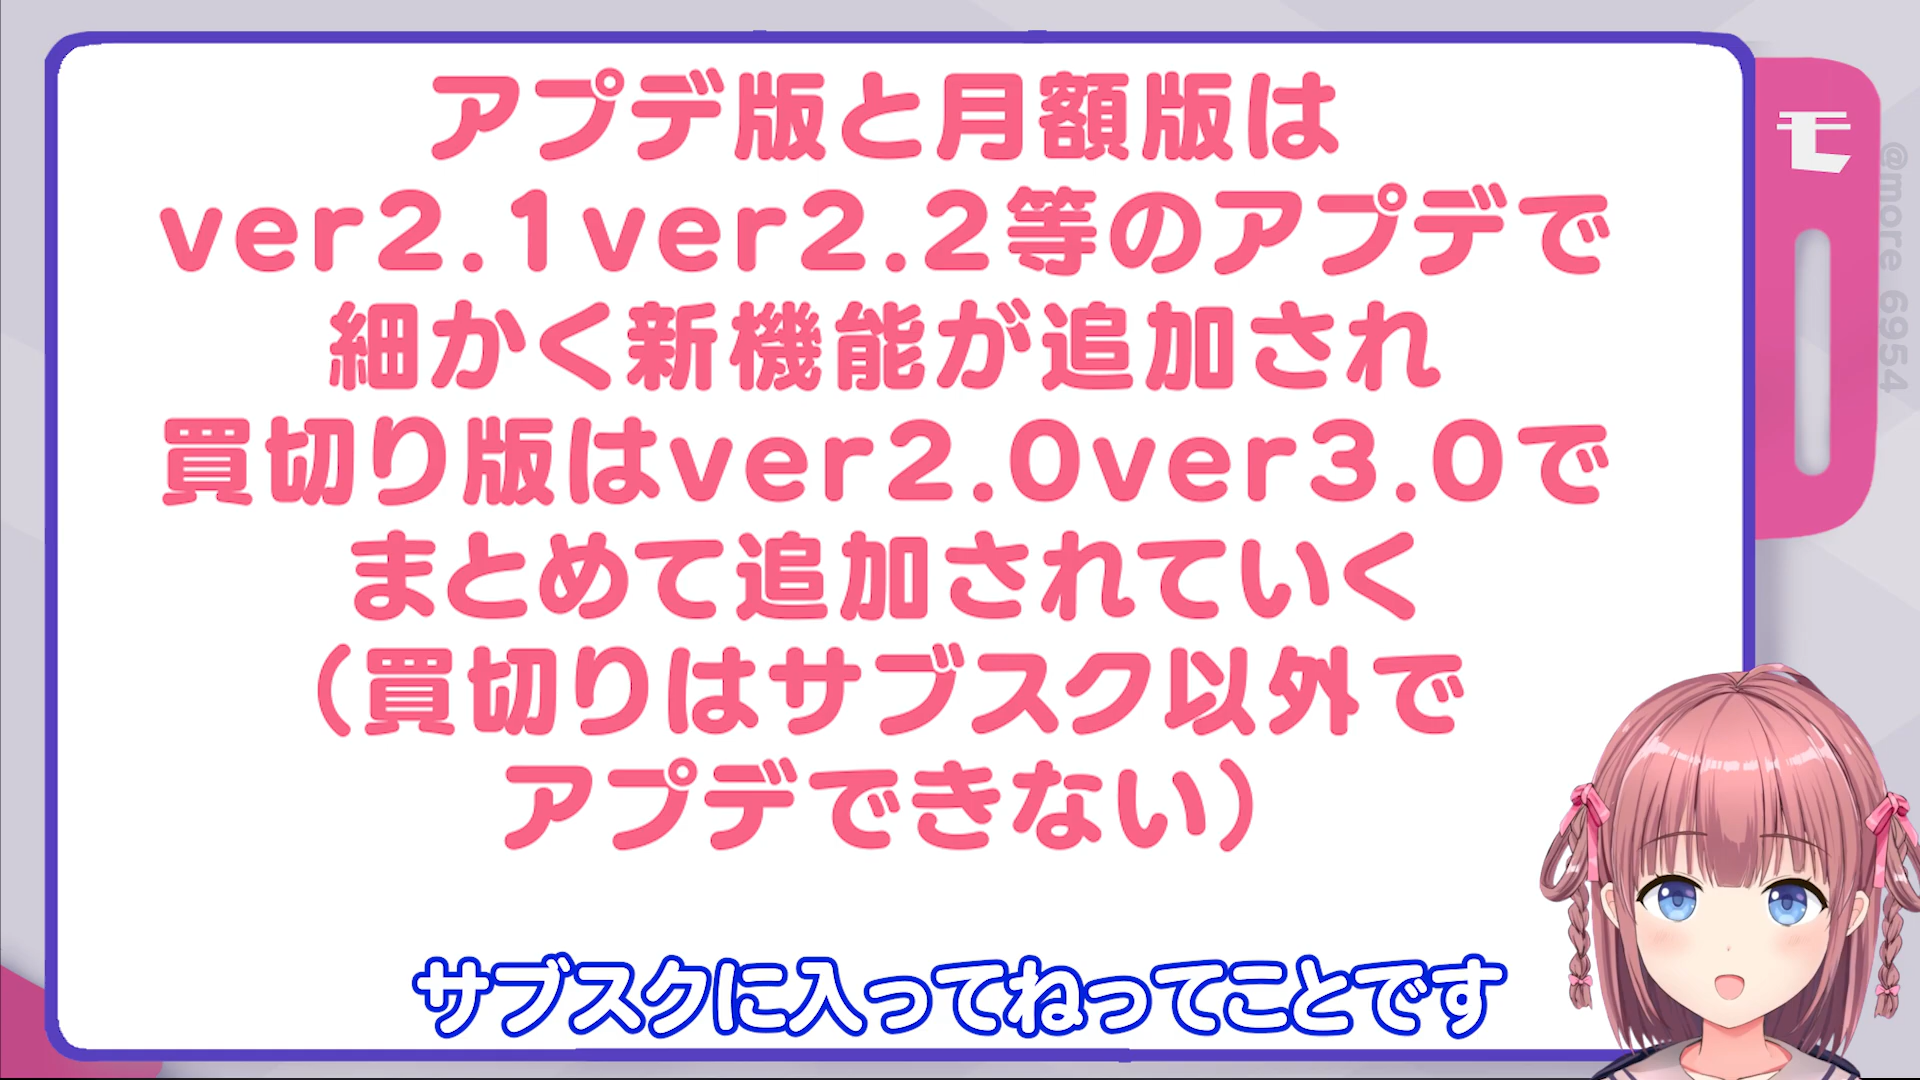 アプデ版と月額版は
ver2.1ver2.2等のアプデで
細かく新機能が追加され
買切り版はver2.0ver3.0で
まとめて追加されていく
（買切りはサブスク以外で
アプデできない）
サブスクに入ってねってことです
モ
@more_6954